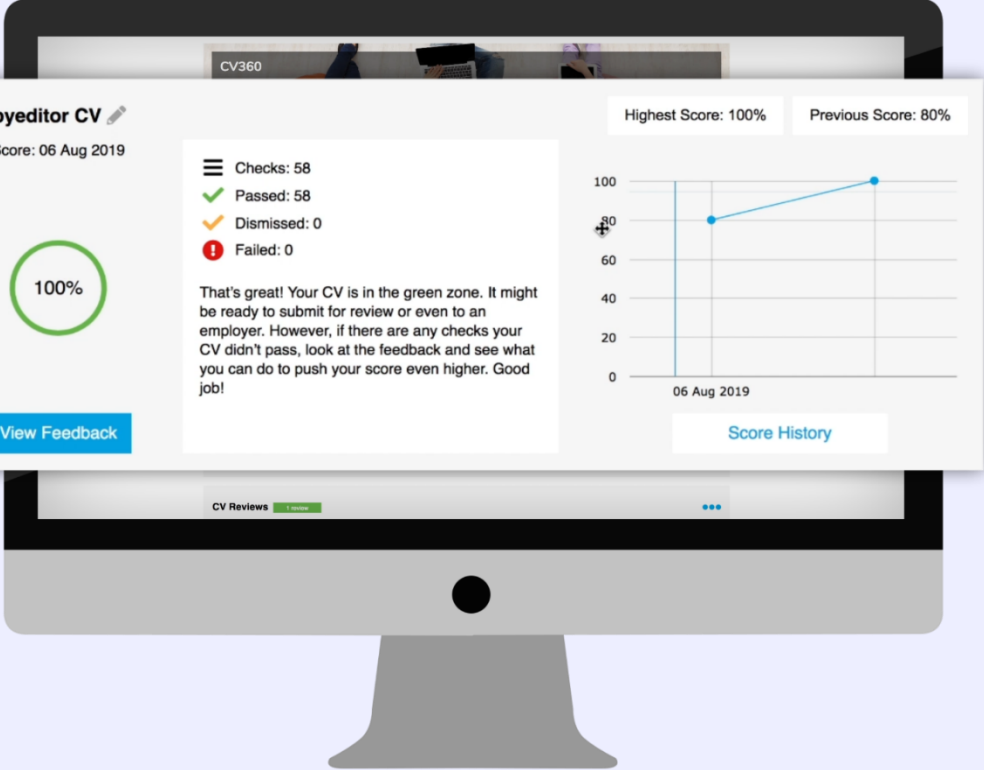 CV360
pyeditor CV
Score: 06 Aug 2019
100%
View Feedback
Checks: 58
Passed: 58
Dismissed: 0
Failed: 0
That's great! Your CV is in the green zone. It might
be ready to submit for review or even to an
employer. However, if there are any checks your
CV didn't pass, look at the feedback and see what
you can do to push your score even higher. Good
job!
Highest Score: 100%
Previous Score: 80%
100
80
60
40
20
0
06 Aug 2019
Score History
CV Reviews
1 review